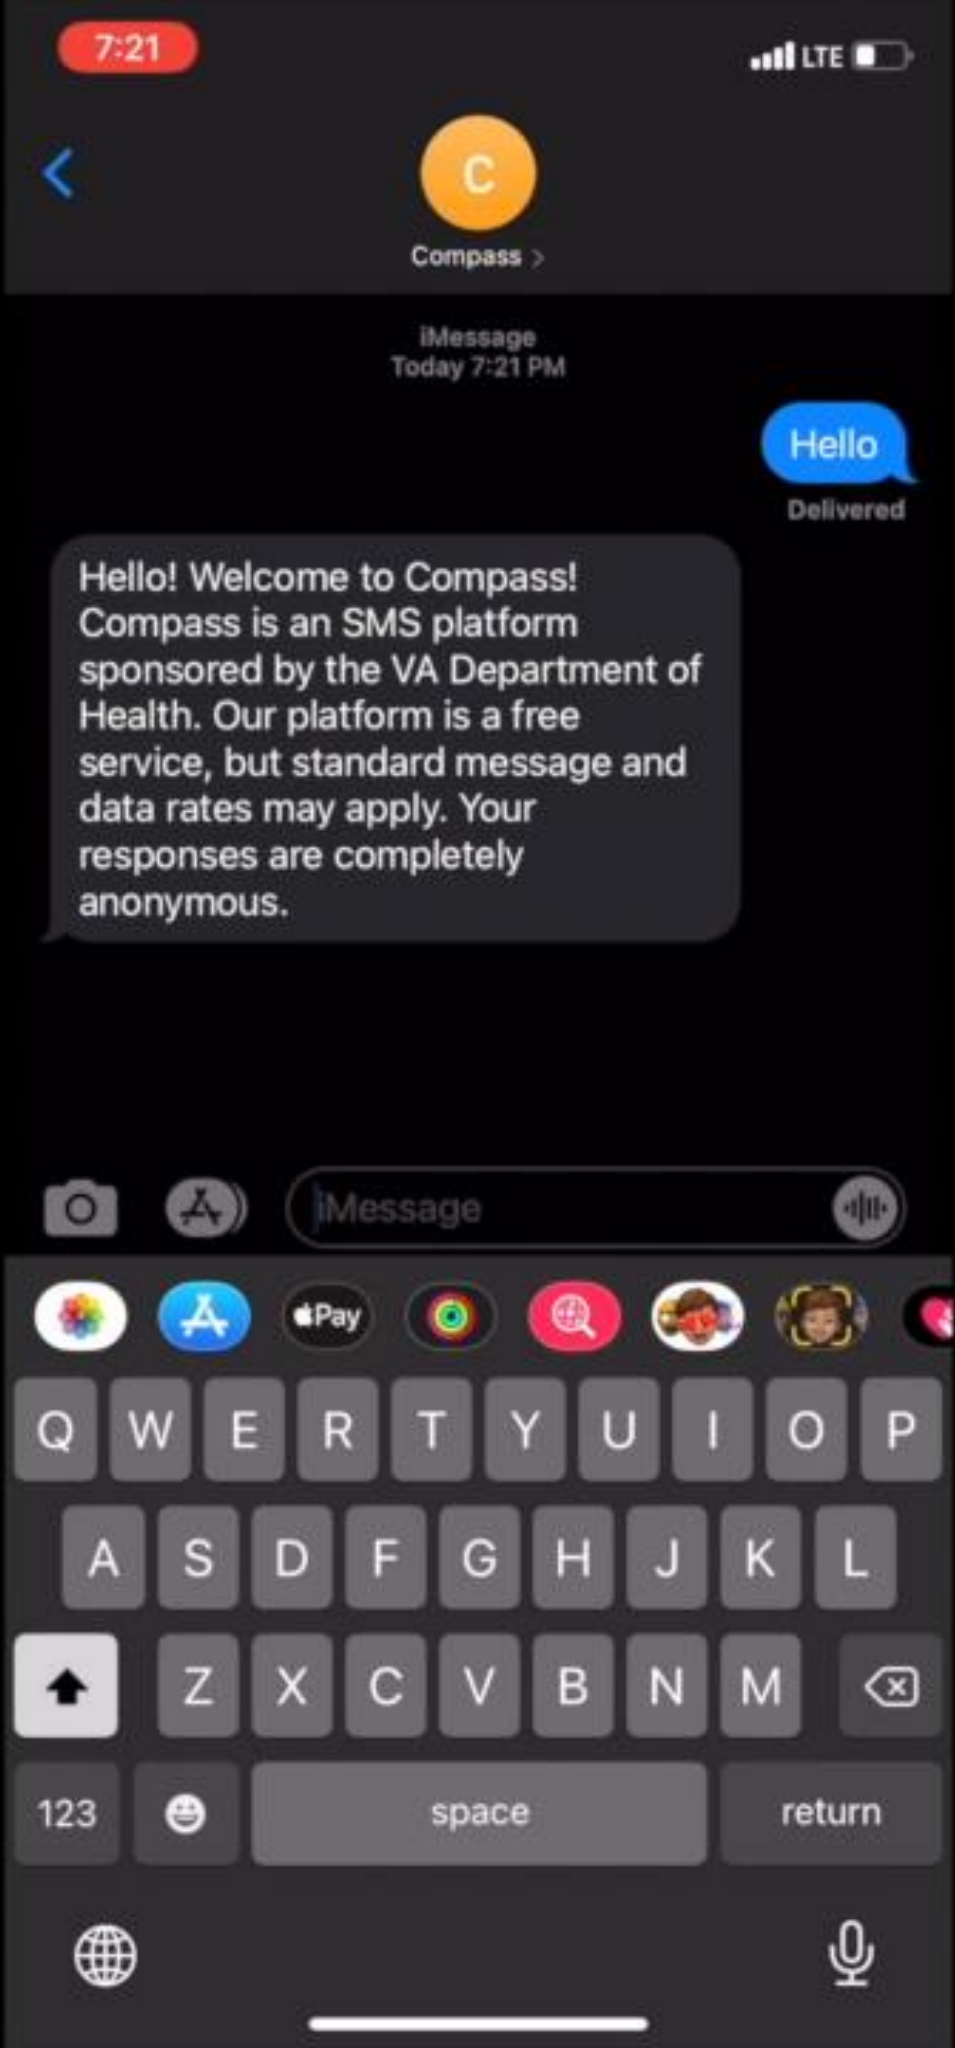 7:21
LTE
C
Compass
iMessage
Today 7:21 PM
Hello
Delivered
Hello! Welcome to Compass!
Compass is an SMS platform
sponsored by the VA Department of
Health. Our platform is a free
service, but standard message and
data rates may apply. Your
responses are completely
anonymous.
iMessage
Pay
Q W E R T Y U I O P
A S D F G H J K L
Z X C V B N M
123 space return